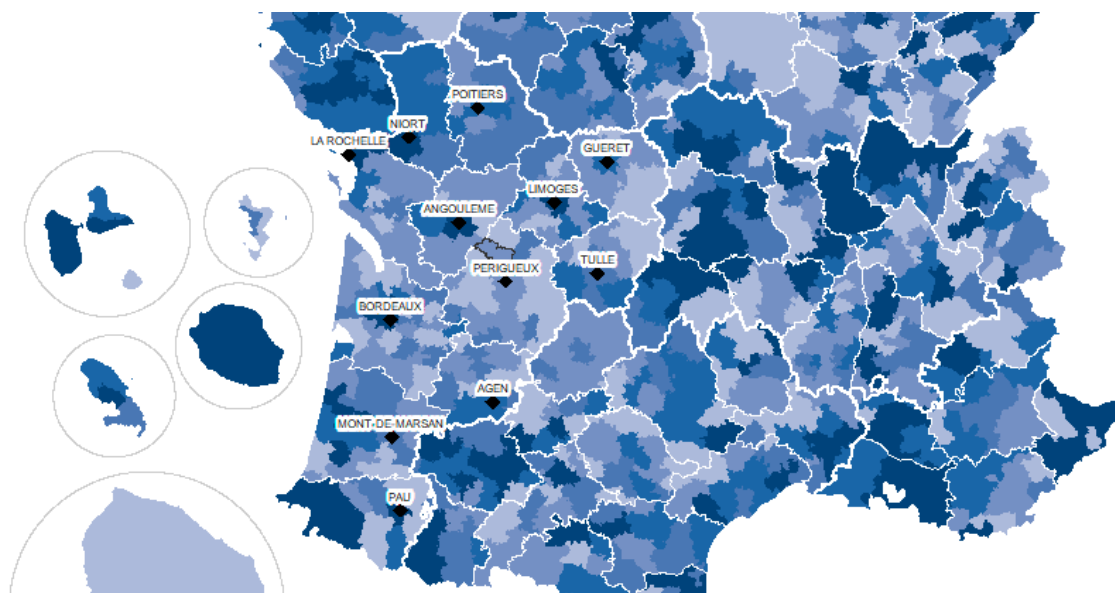 POITIERS
NIORT
LA ROCHELLE
GUERET
LIMOGES
ANGOULEME
PERIGUEUX
TULLE
BORDEAUX
AGEN
MONT-DE-MARSAN
PAU